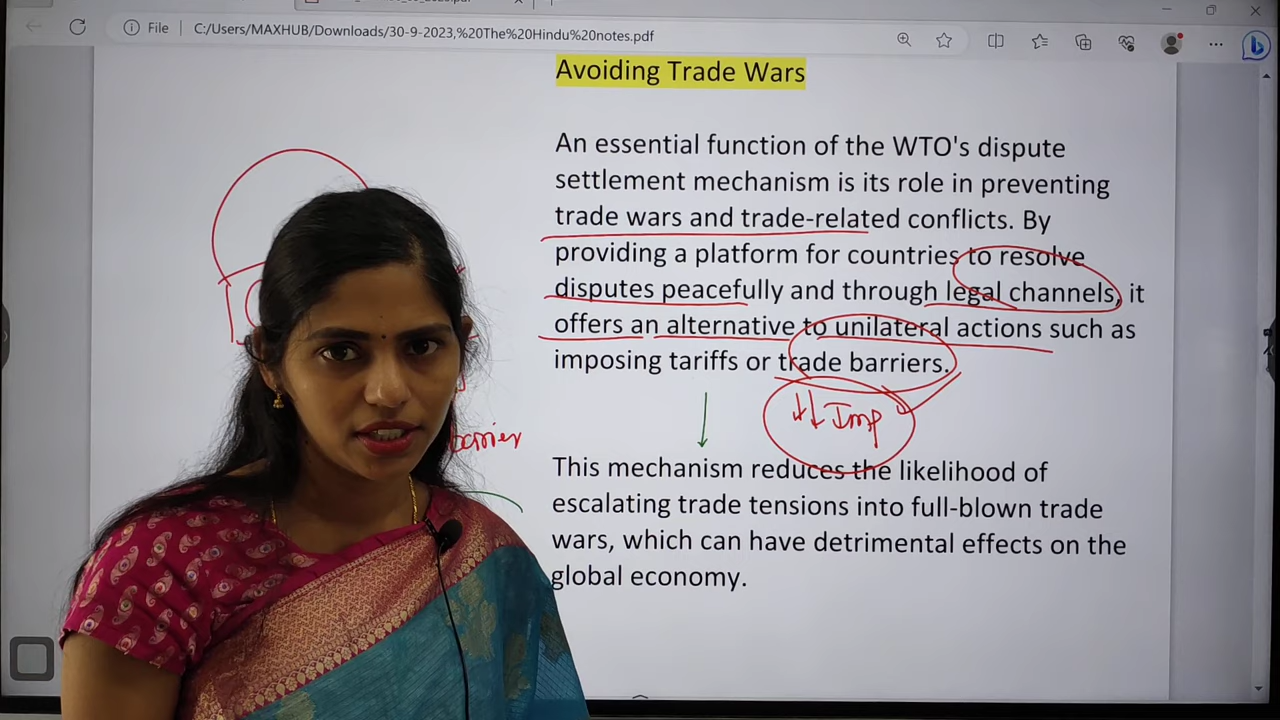 File
C:/Users/MAXHUB/Downloads/30-9-2023,%20The%20Hindu%20notes.pdf
Avoiding Trade Wars
An essential function of the WTO's dispute
settlement mechanism is its role in preventing
trade wars and trade-related conflicts. By
providing a platform for countries to resolve
disputes peacefully and through legal channels, it
offers an alternative to unilateral actions such as
imposing tariffs or trade barriers.
↓↓ Imp
barrier
This mechanism reduces the likelihood of
escalating trade tensions into full-blown trade
wars, which can have detrimental effects on the
global economy.